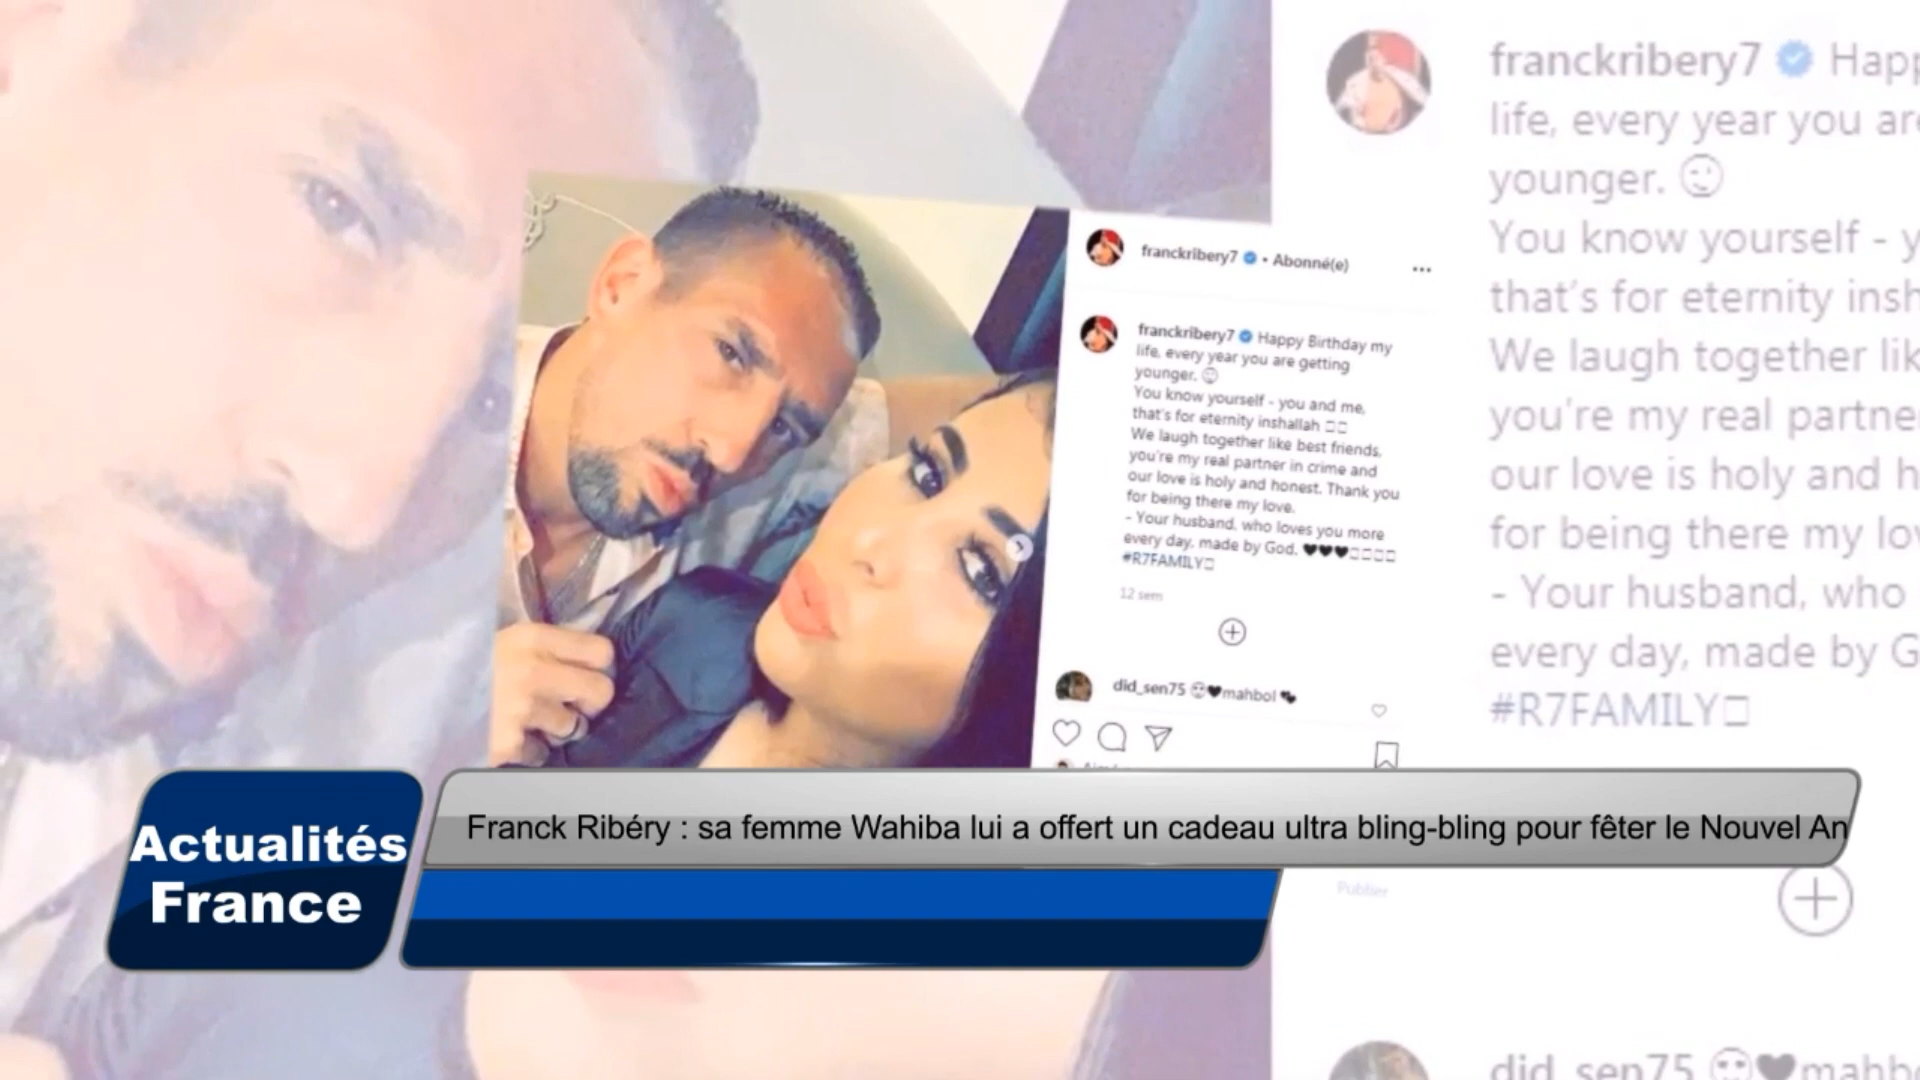 franckribery7 • Abonné(e)
franckribery7 Happy Birthday my
life, every year you are getting
younger.
You know yourself - you and me,
that's for eternity inshallah
We laugh together like best friends,
you're my real partner in crime and
our love is holy and honest. Thank you
for being there my love.
- Your husband, who loves you more
every day, made by God. ♥♥♥
#R7FAMILY
12 sem
did_sen75 ♥mahbol
franckribery7 Happ
life, every year you are
younger.
You know yourself - y
that's for eternity insh
We laugh together lik
you're my real partne
our love is holy and h
for being there my lov
- Your husband, who
every day, made by G
#R7FAMILY
Publier
did_sen75 ♥mahb
Actualités
France
Franck Ribéry : sa femme Wahiba lui a offert un cadeau ultra bling-bling pour fêter le Nouvel An